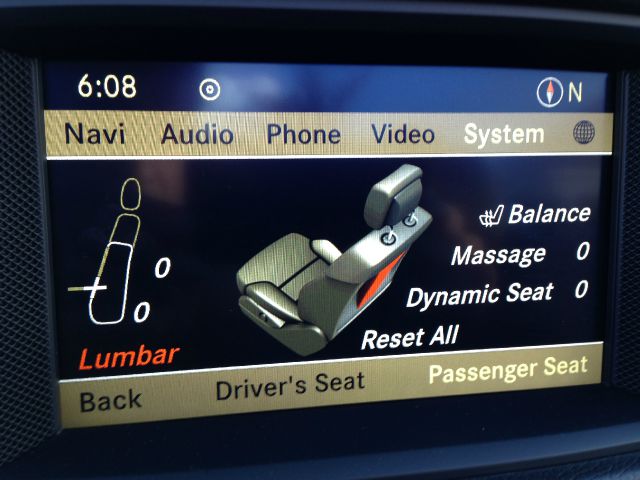 6:08 N
Navi Audio Phone Video System
Balance
0 Massage 0
0 Dynamic Seat 0
Reset All
Lumbar
Back Driver's Seat Passenger Seat